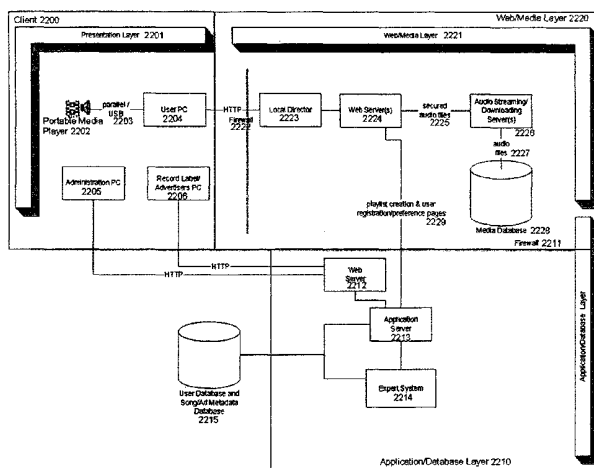 Client 2200
Web/Media Layer 2220
Presentation Layer 2201
Web/Media Layer
2221
Portable Media
Player 2202
parallel /
USB
2203
User PC
2204
HTTP
Firewall
2222
Local Director
2223
Web Server(s)
2224
secured
audio files
2225
Audio Streaming/
Downloading
Server(s)
2226
audio
files 2227
Media Database 2228
Administration PC
2205
Record Label/
Advertisers PC
2206
playlist creation & user
registration/preference pages
2229
Firewall 2211
HTTP
HTTP
Web
Server
2212
Application
Server
2213
Expert System
2214
User Database and
Song/Ad Metadata
Database
2215
Application/Database Layer
Application/Database Layer 2210